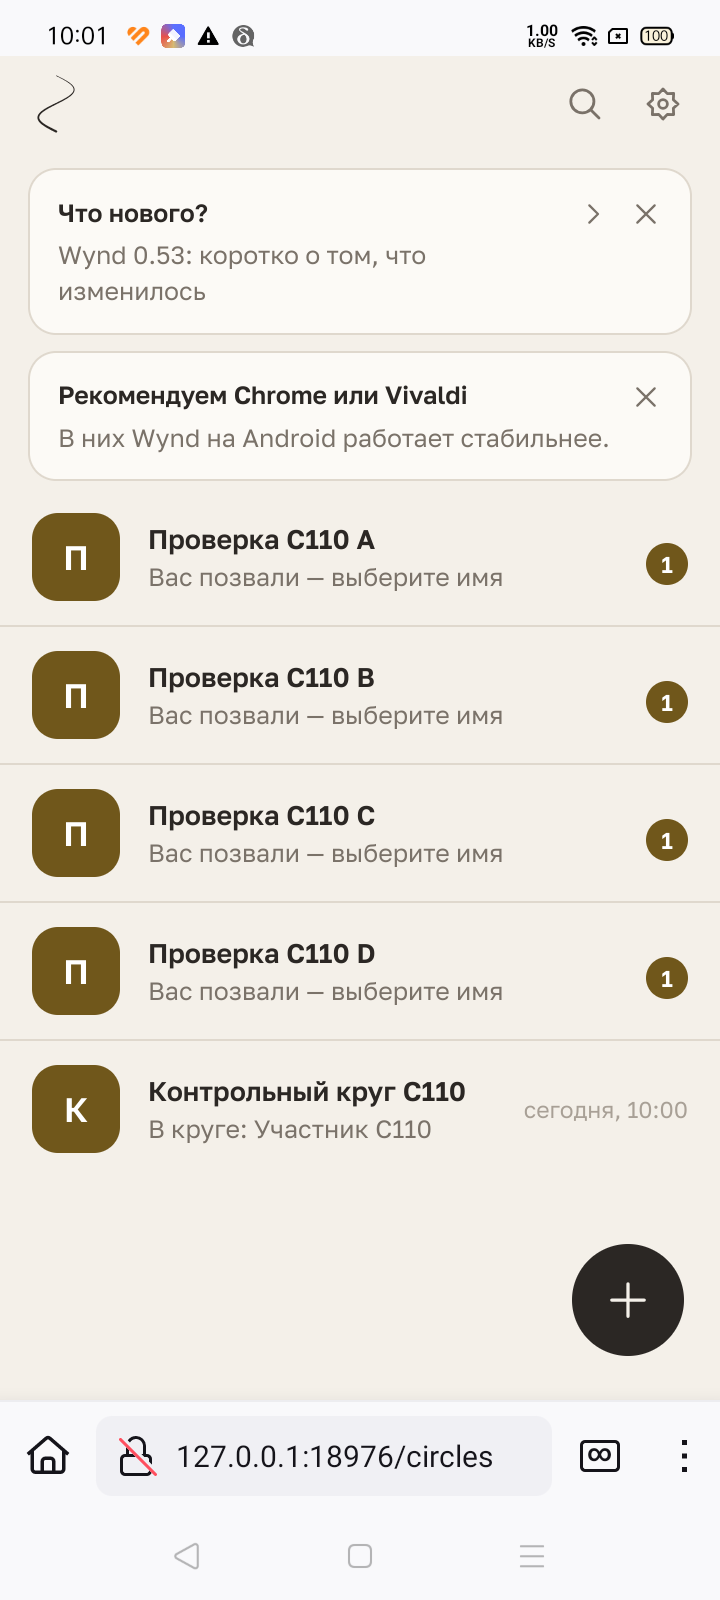 10:01
1.00
KB/S
100
Что нового?
Wynd 0.53: коротко о том, что
изменилось
Рекомендуем Chrome или Vivaldi
В них Wynd на Android работает стабильнее.
П
Проверка C110 A
Вас позвали — выберите имя
1
П
Проверка C110 B
Вас позвали — выберите имя
1
П
Проверка C110 C
Вас позвали — выберите имя
1
П
Проверка C110 D
Вас позвали — выберите имя
1
К
Контрольный круг C110
В круге: Участник C110
сегодня, 10:00
127.0.0.1:18976/circles